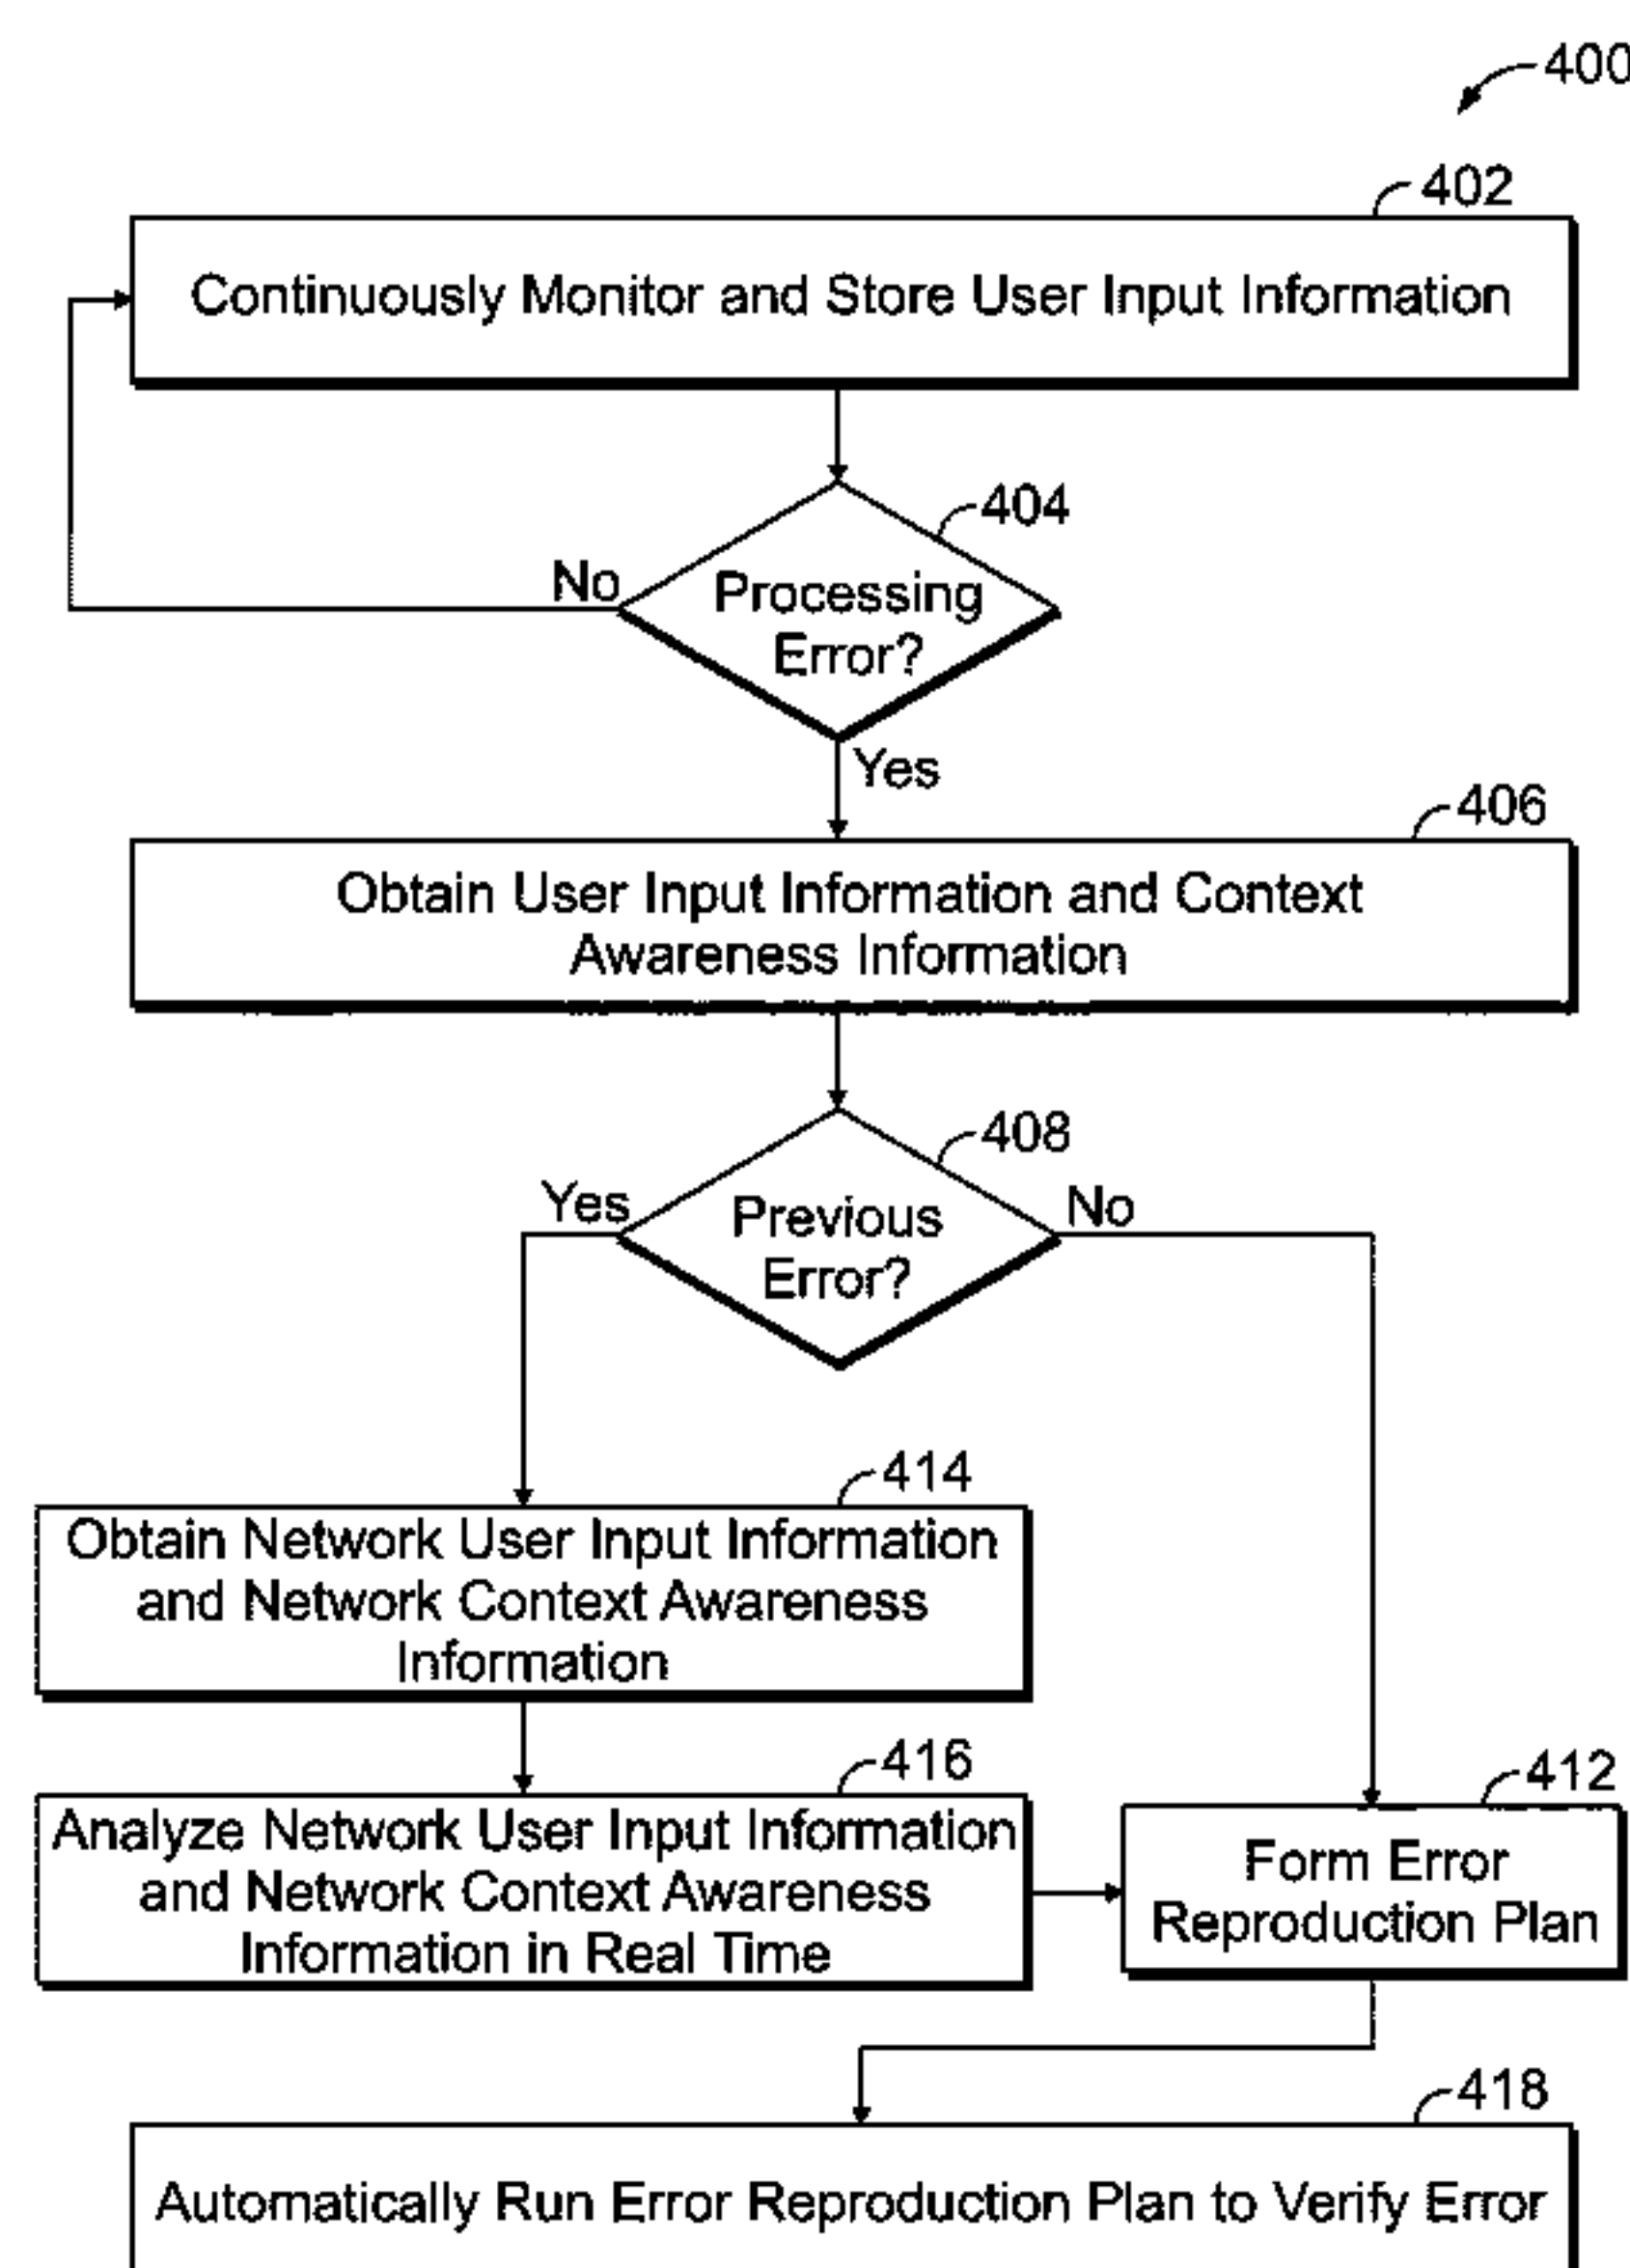 400
402
Continuously Monitor and Store User Input Information
404
No
Processing
Error?
Yes
406
Obtain User Input Information and Context
Awareness Information
408
Yes
Previous
Error?
No
414
Obtain Network User Input Information
and Network Context Awareness
Information
416
Analyze Network User Input Information
and Network Context Awareness
Information in Real Time
412
Form Error
Reproduction Plan
418
Automatically Run Error Reproduction Plan to Verify Error